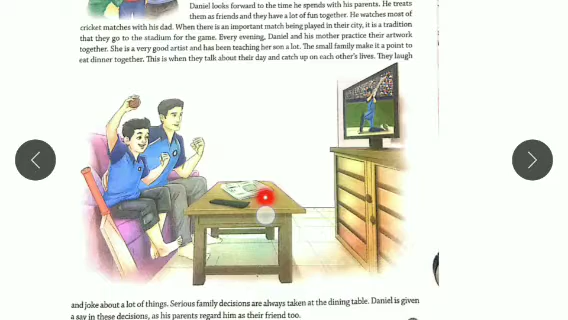 Daniel looks forward to the time he spends with his parents. He treats
them as friends and they have a lot of fun together. He watches most of
cricket matches with his dad. When there is an important match being played in their city, it is a tradition
that they go to the stadium for the game. Every evening, Daniel and his mother practice their artwork
together. She is a very good artist and has been teaching her son a lot. The small family make it a point to
eat dinner together. This is when they talk about their day and catch up on each other's lives. They laugh
and joke about a lot of things. Serious family decisions are always taken at the dining table. Daniel is given
a say in these decisions, as his parents regard him as their friend too.